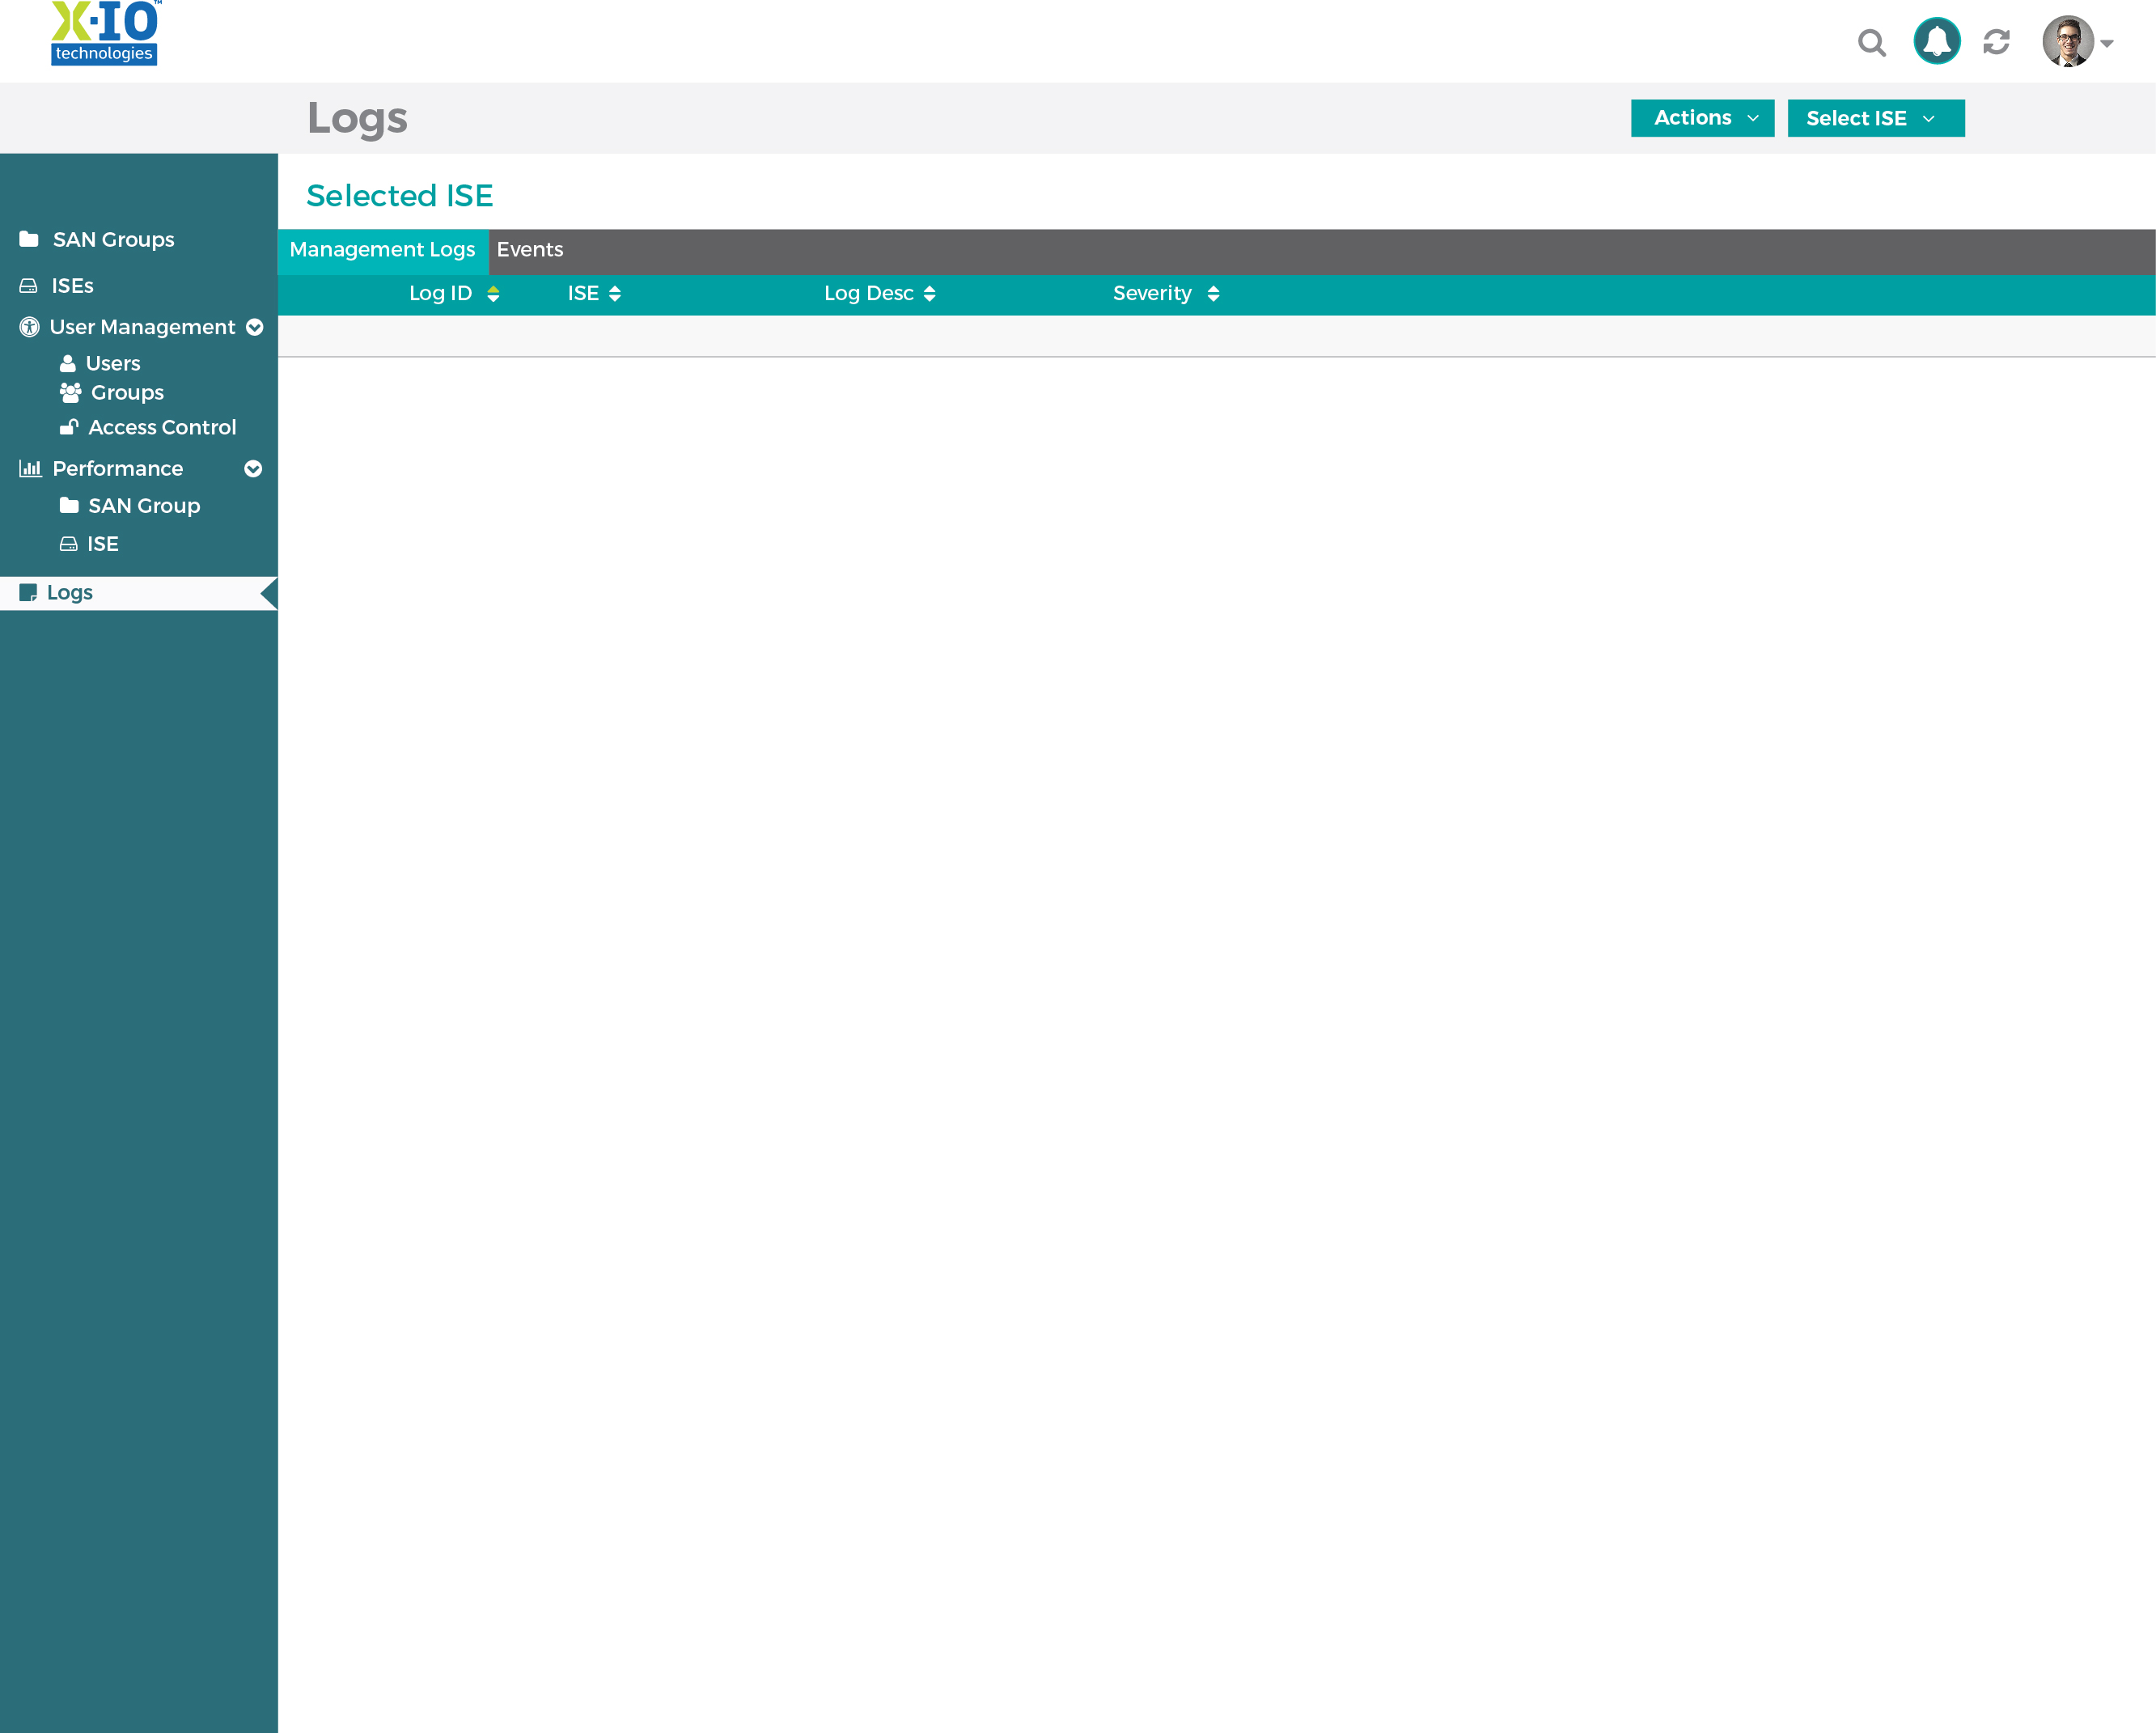 X-IO™
technologies
Logs
Actions
Select ISE
Selected ISE
Management Logs
Events
Log ID
ISE
Log Desc
Severity
SAN Groups
ISEs
User Management
Users
Groups
Access Control
Performance
SAN Group
ISE
Logs